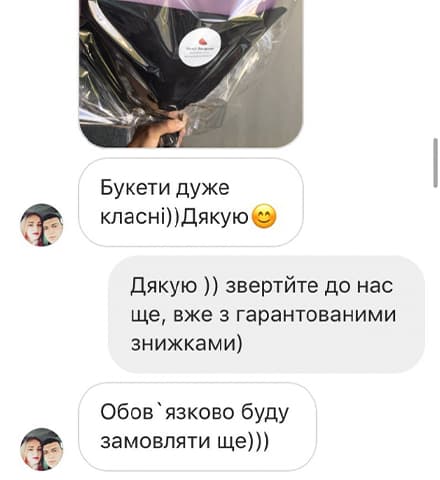 Букети дуже
класні))Дякую😊
Дякую )) звертйте до нас
ще, вже з гарантованими
знижками)
Обов`язково буду
замовляти ще)))